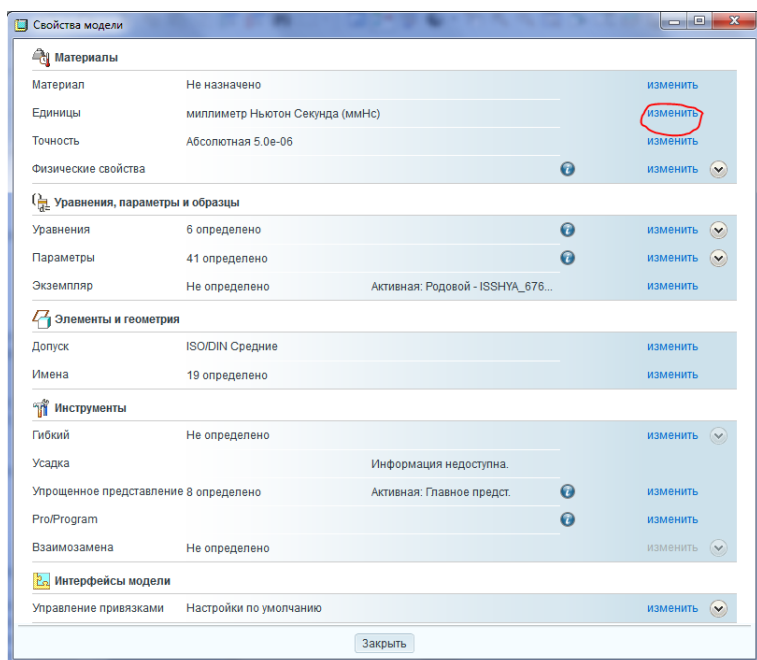 Свойства модели
Материалы
Материал Не назначено изменить
Единицы миллиметр Ньютон Секунда (ммНс) изменить
Точность Абсолютная 5.0e-06 изменить
Физические свойства изменить
Уравнения, параметры и образцы
Уравнения 6 определено изменить
Параметры 41 определено изменить
Экземпляр Не определено Активная: Родовой - ISSHYA_676... изменить
Элементы и геометрия
Допуск ISO/DIN Средние изменить
Имена 19 определено изменить
Инструменты
Гибкий Не определено изменить
Усадка Информация недоступна.
Упрощенное представление 8 определено Активная: Главное предст. изменить
Pro/Program изменить
Взаимозамена Не определено изменить
Интерфейсы модели
Управление привязками Настройки по умолчанию изменить
Закрыть